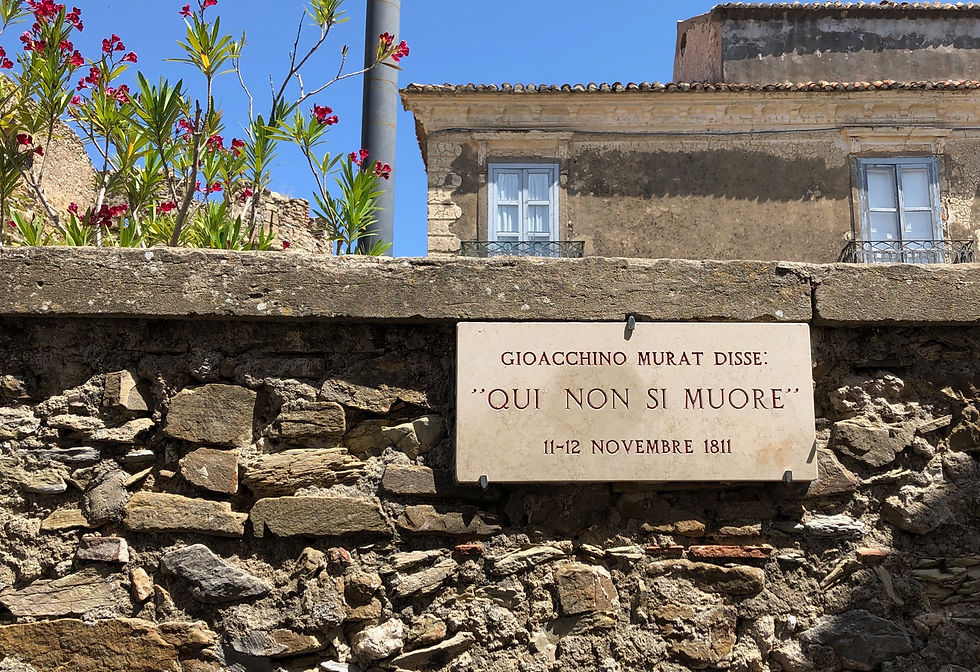 GIOACCHINO MURAT DISSE:
"QUI NON SI MUORE"
11-12 NOVEMBRE 1811